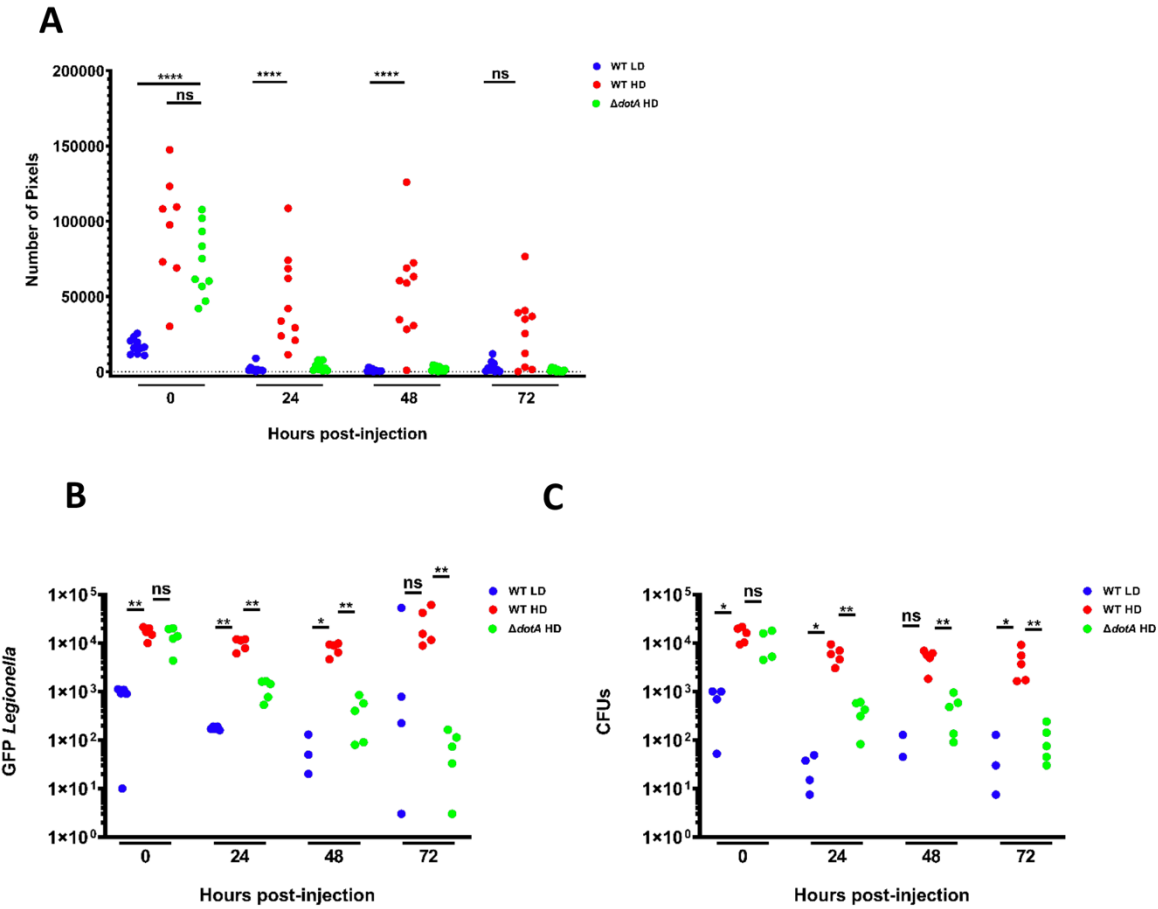 A
200000
150000
100000
50000
0
Number of Pixels
****
ns
****
****
ns
WT LD
WT HD
ΔdotA HD
0 24 48 72
Hours post-injection
B
1×10⁵
1×10⁴
1×10³
1×10²
1×10¹
1×10⁰
GFP Legionella
** ns
** **
* **
ns **
WT LD
WT HD
ΔdotA HD
0 24 48 72
Hours post-injection
C
1×10⁵
1×10⁴
1×10³
1×10²
1×10¹
1×10⁰
CFUs
* ns
* **
ns **
* **
WT LD
WT HD
ΔdotA HD
0 24 48 72
Hours post-injection